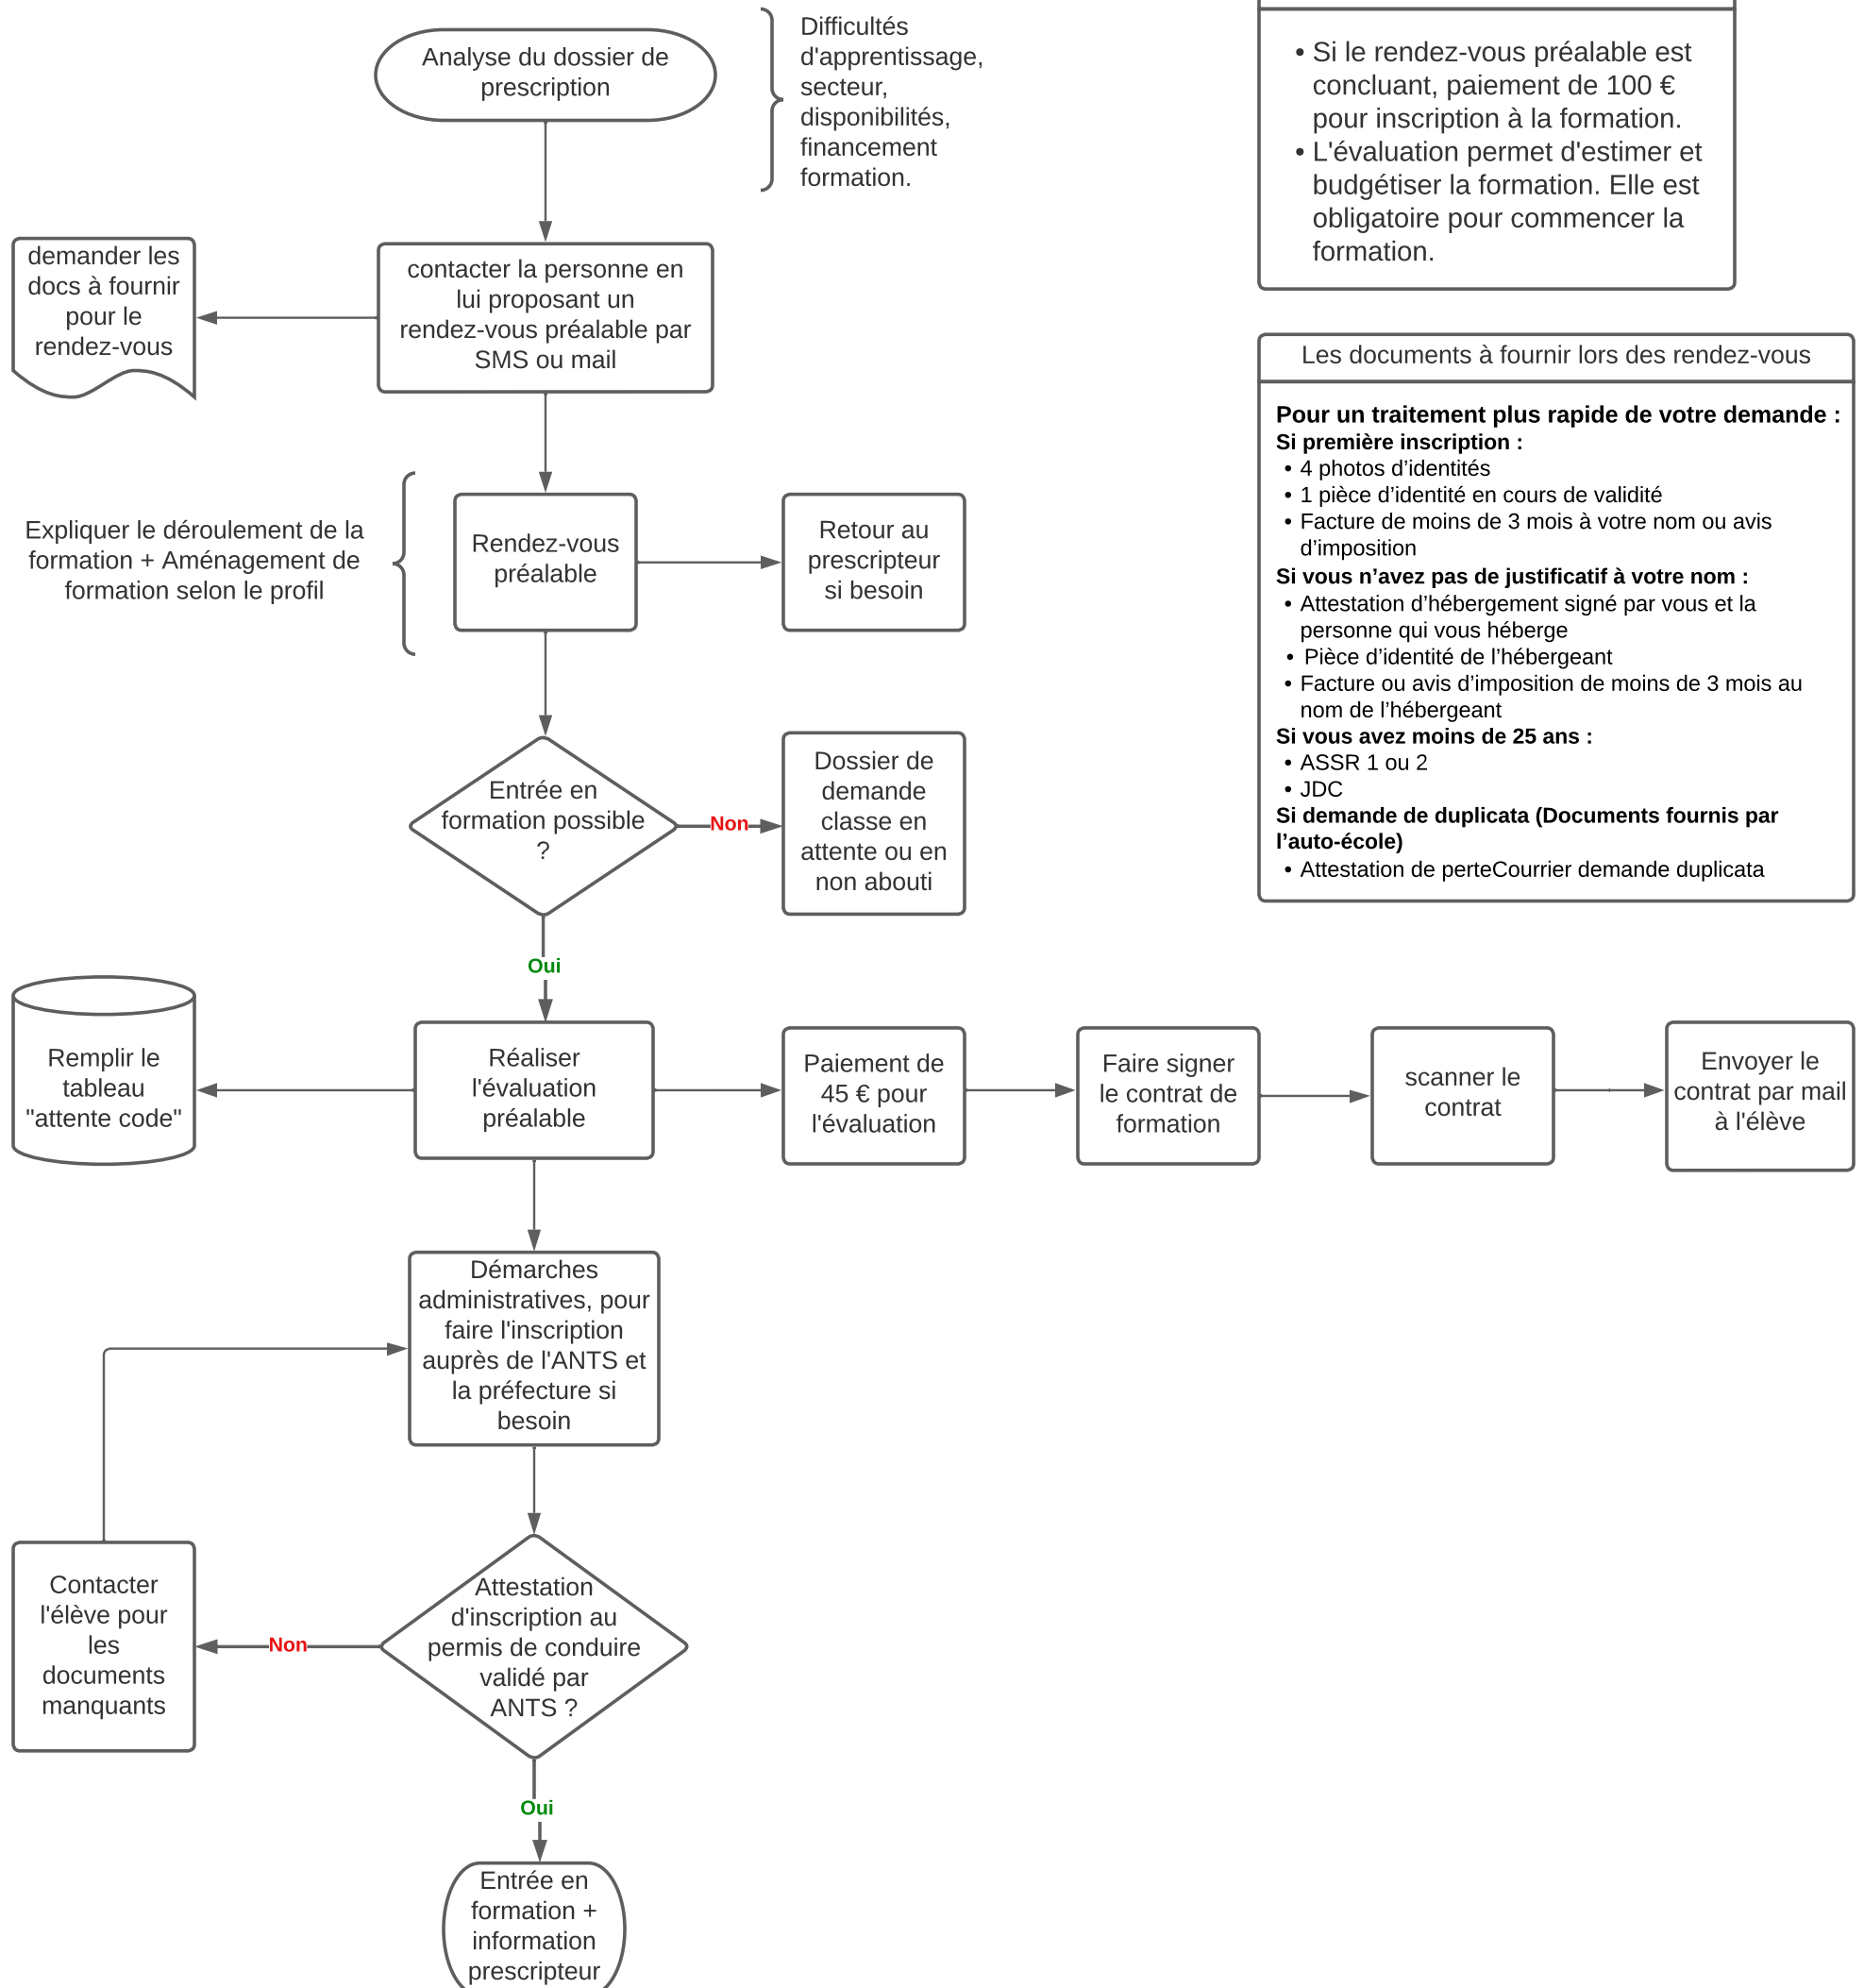 Analyse du dossier de
prescription
Difficultés
d'apprentissage,
secteur,
disponibilités,
financement
formation.
• Si le rendez-vous préalable est
concluant, paiement de 100 €
pour inscription à la formation.
• L'évaluation permet d'estimer et
budgétiser la formation. Elle est
obligatoire pour commencer la
formation.
demander les
docs à fournir
pour le
rendez-vous
contacter la personne en
lui proposant un
rendez-vous préalable par
SMS ou mail
Les documents à fournir lors des rendez-vous
Pour un traitement plus rapide de votre demande :
Si première inscription :
• 4 photos d’identités
• 1 pièce d’identité en cours de validité
• Facture de moins de 3 mois à votre nom ou avis
d’imposition
Si vous n’avez pas de justificatif à votre nom :
• Attestation d’hébergement signé par vous et la
personne qui vous héberge
• Pièce d’identité de l’hébergeant
• Facture ou avis d’imposition de moins de 3 mois au
nom de l’hébergeant
Si vous avez moins de 25 ans :
• ASSR 1 ou 2
• JDC
Si demande de duplicata (Documents fournis par
l’auto-école)
• Attestation de perteCourrier demande duplicata
Expliquer le déroulement de la
formation + Aménagement de
formation selon le profil
Rendez-vous
préalable
Retour au
prescripteur
si besoin
Entrée en
formation possible
?
Non
Dossier de
demande
classe en
attente ou en
non abouti
Oui
Remplir le
tableau
"attente code"
Réaliser
l'évaluation
préalable
Paiement de
45 € pour
l'évaluation
Faire signer
le contrat de
formation
scanner le
contrat
Envoyer le
contrat par mail
à l'élève
Démarches
administratives, pour
faire l'inscription
auprès de l'ANTS et
la préfecture si
besoin
Contacter
l'élève pour
les
documents
manquants
Non
Attestation
d'inscription au
permis de conduire
validé par
ANTS ?
Oui
Entrée en
formation +
information
prescripteur